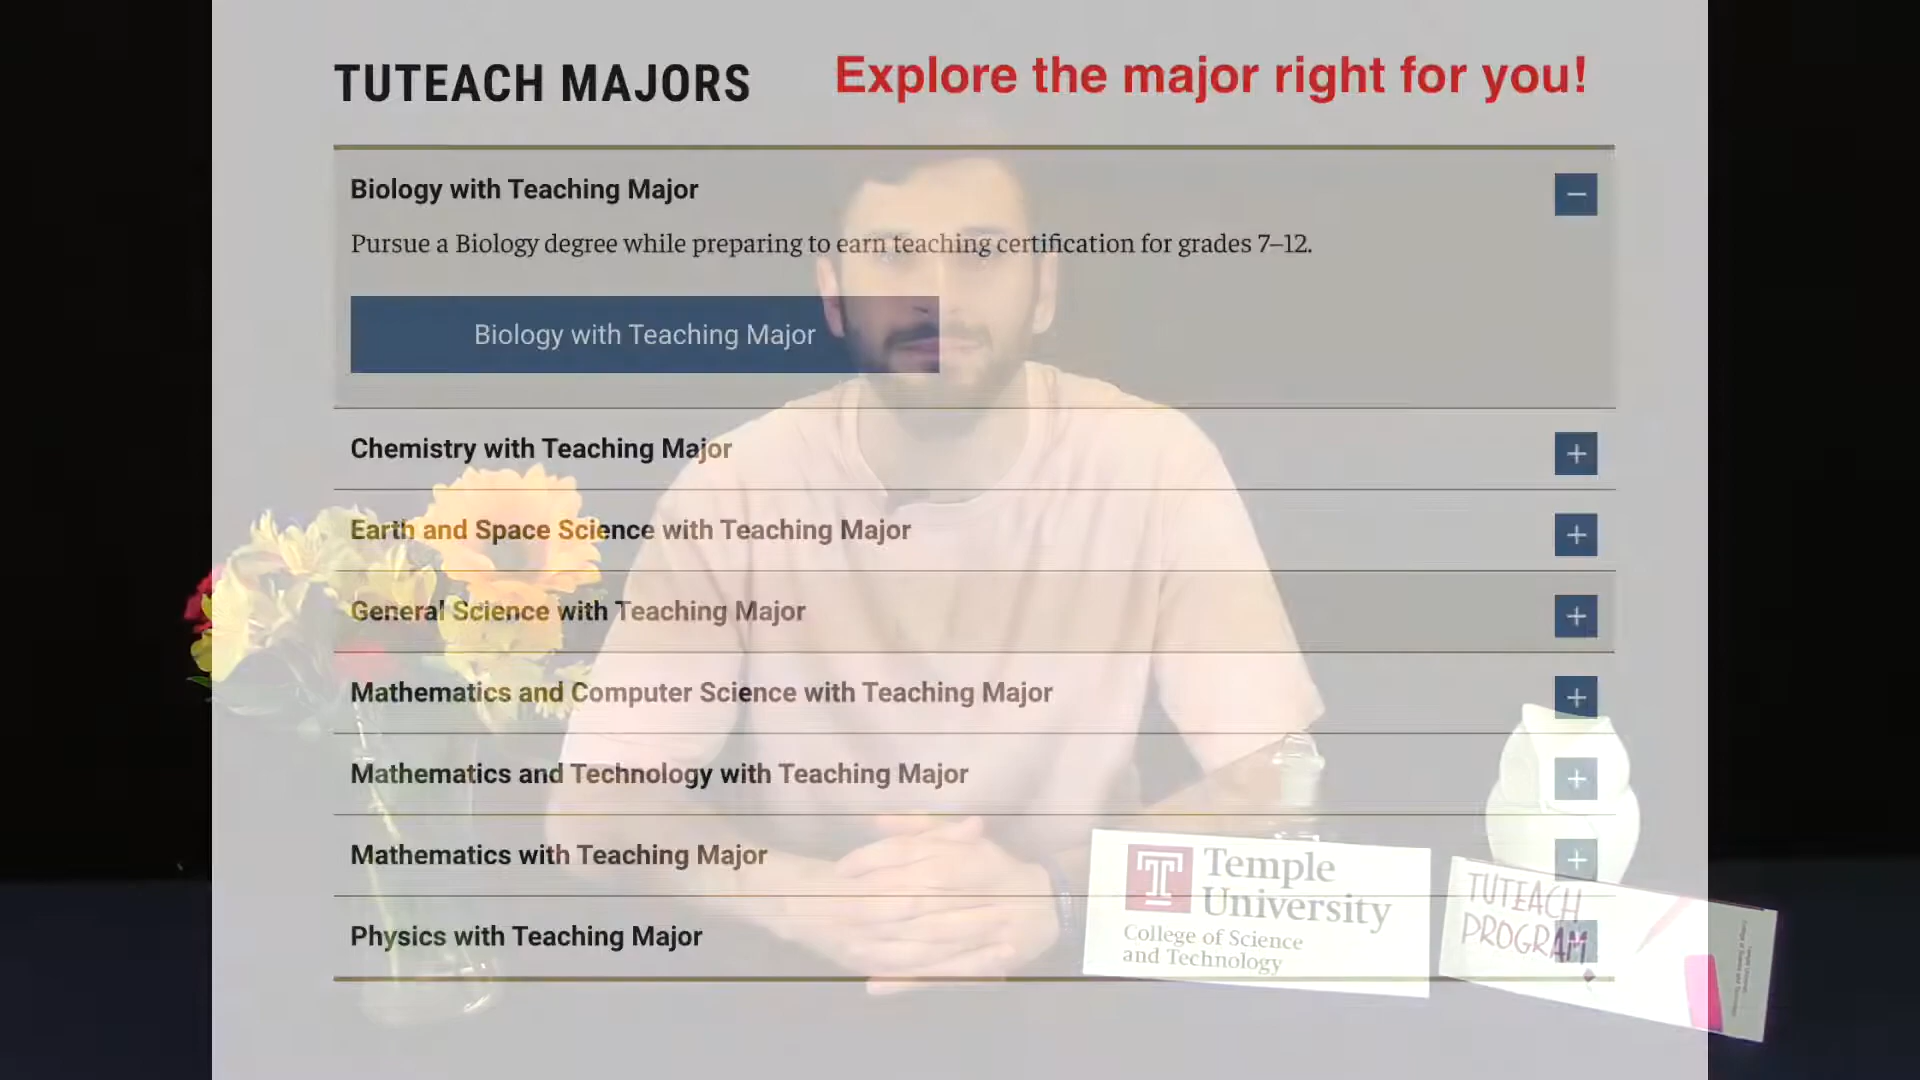 TUTEACH MAJORS
Explore the major right for you!
Biology with Teaching Major
Pursue a Biology degree while preparing to earn teaching certification for grades 7–12.
Biology with Teaching Major
Chemistry with Teaching Major
Earth and Space Science with Teaching Major
General Science with Teaching Major
Mathematics and Computer Science with Teaching Major
Mathematics and Technology with Teaching Major
Mathematics with Teaching Major
Physics with Teaching Major
Temple
University
College of Science
and Technology
TUTEACH
PROGRAM